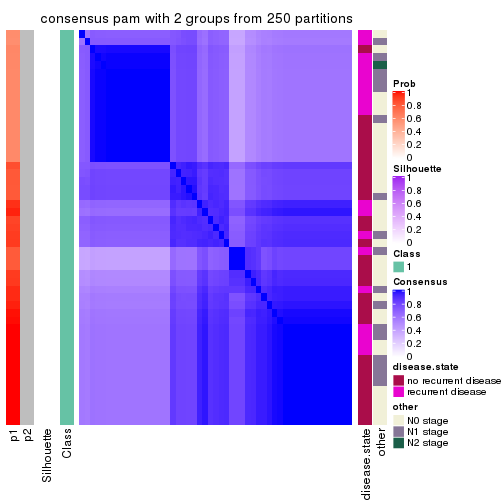 consensus pam with 2 groups from 250 partitions
Prob
1
0.8
0.6
0.4
0.2
0
Silhouette
1
0.8
0.6
0.4
0.2
0
Class
1
Consensus
1
0.8
0.6
0.4
0.2
0
disease.state
no recurrent disease
recurrent disease
other
N0 stage
N1 stage
N2 stage
p1
p2
Silhouette
Class
disease.state
other